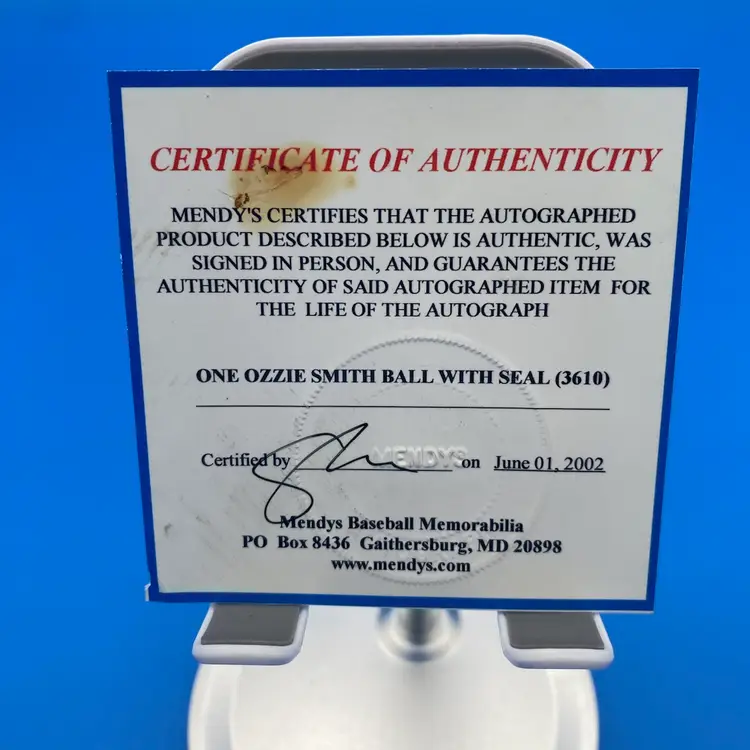 CERTIFICATE OF AUTHENTICITY
MENDY'S CERTIFIES THAT THE AUTOGRAPHED
PRODUCT DESCRIBED BELOW IS AUTHENTIC, WAS
SIGNED IN PERSON, AND GUARANTEES THE
AUTHENTICITY OF SAID AUTOGRAPHED ITEM FOR
THE LIFE OF THE AUTOGRAPH
ONE OZZIE SMITH BALL WITH SEAL (3610)
MENDYS
Certified by on June 01, 2002
Mendys Baseball Memorabilia
PO Box 8436 Gaithersburg, MD 20898
www.mendys.com